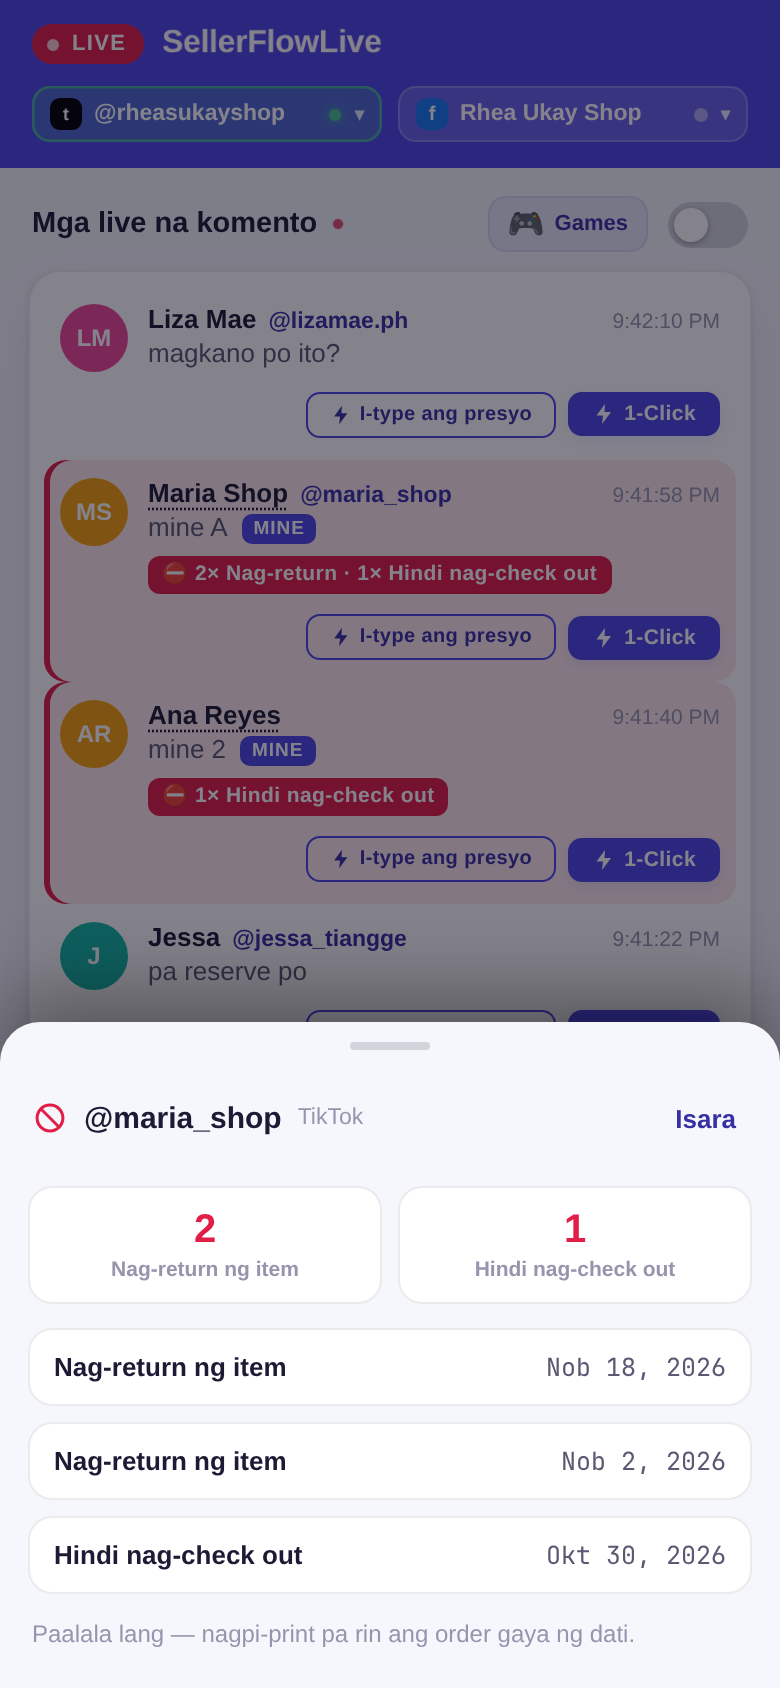 LIVE SellerFlowLive
t @rheasukayshop ▾ f Rhea Ukay Shop ▾
Mga live na komento Games
LM Liza Mae @lizamae.ph 9:42:10 PM
magkano po ito?
I-type ang presyo 1-Click
MS Maria Shop @maria_shop 9:41:58 PM
mine A MINE
2× Nag-return · 1× Hindi nag-check out
I-type ang presyo 1-Click
AR Ana Reyes 9:41:40 PM
mine 2 MINE
1× Hindi nag-check out
I-type ang presyo 1-Click
J Jessa @jessa_tiangge 9:41:22 PM
pa reserve po
@maria_shop TikTok Isara
2 1
Nag-return ng item Hindi nag-check out
Nag-return ng item Nob 18, 2026
Nag-return ng item Nob 2, 2026
Hindi nag-check out Okt 30, 2026
Paalala lang — nagpi-print pa rin ang order gaya ng dati.